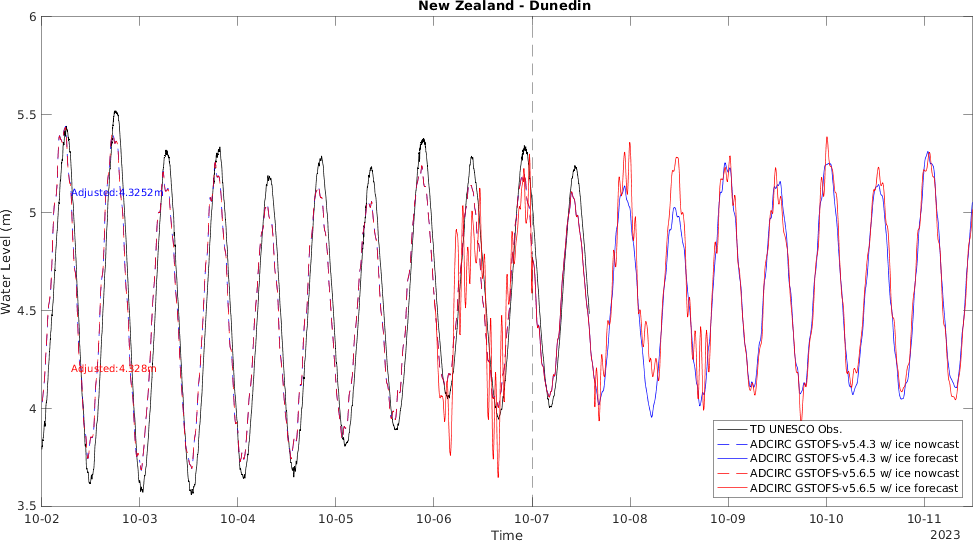 New Zealand - Dunedin
Water Level (m)
6
5.5
5
4.5
4
3.5
Adjusted:4.3252m
Adjusted:4.328m
TD UNESCO Obs.
ADCIRC GSTOFS-v5.4.3 w/ ice nowcast
ADCIRC GSTOFS-v5.4.3 w/ ice forecast
ADCIRC GSTOFS-v5.6.5 w/ ice nowcast
ADCIRC GSTOFS-v5.6.5 w/ ice forecast
10-02 10-03 10-04 10-05 10-06 10-07 10-08 10-09 10-10 10-11
Time
2023